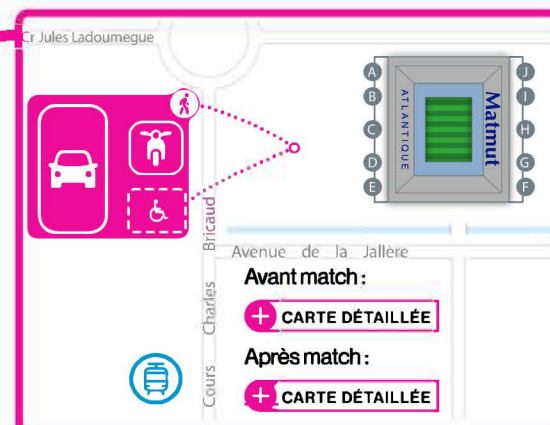 Cr Jules Ladoumegue
A
B
C
D
E
ATLANTIQUE
Matmut
J
I
H
G
F
Cours Charles Bricaud
Avenue de la Jallère
Avant match :
+ CARTE DÉTAILLÉE
Après match :
+ CARTE DÉTAILLÉE